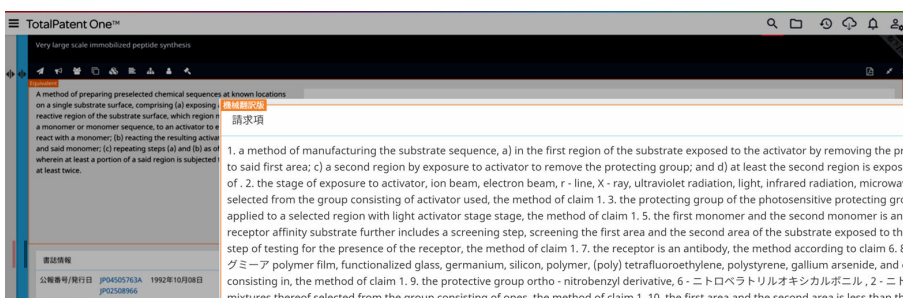 TotalPatent One™
Very large scale immobilized peptide synthesis
Equivalent
A method of preparing preselected chemical sequences at known locations
on a single substrate surface, comprising (a) exposing
reactive region of the substrate surface, which region
a monomer or monomer sequence, to an activator to
react with a monomer; (b) reacting the resulting
and said monomer; (c) repeating steps (a) and (b) as
wherein at least a portion of a said region is subjected
at least twice.
機械翻訳版
請求項
1. a method of manufacturing the substrate sequence, a) in the first region of the substrate exposed to the activator by removing the
to said first area; c) a second region by exposure to activator to remove the protecting group; and d) at least the second region is
of . 2. the stage of exposure to activator, ion beam, electron beam, r - line, X - ray, ultraviolet radiation, light, infrared radiation,
selected from the group consisting of activator used, the method of claim 1. 3. the protecting group of the photosensitive protecting
applied to a selected region with light activator stage stage, the method of claim 1. 5. the first monomer and the second monomer is an
receptor affinity substrate further includes a screening step, screening the first area and the second area of the substrate exposed to
step of testing for the presence of the receptor, the method of claim 1. 7. the receptor is an antibody, the method according to claim 6.
グミーア polymer film, functionalized glass, germanium, silicon, polymer, (poly) tetrafluoroethylene, polystyrene, gallium arsenide, and
consisting in, the method of claim 1. 9. the protective group ortho - nitrobenzyl derivative, 6 - ニトロベラトリルオキシカルボニル , 2 - ニト
mixtures thereof selected from the group consisting of ones, the method of claim 1. 10. the first area and the second area is less than
書誌情報
公報番号/発行日 JP04505763A 1992年10月08日
JP02508966